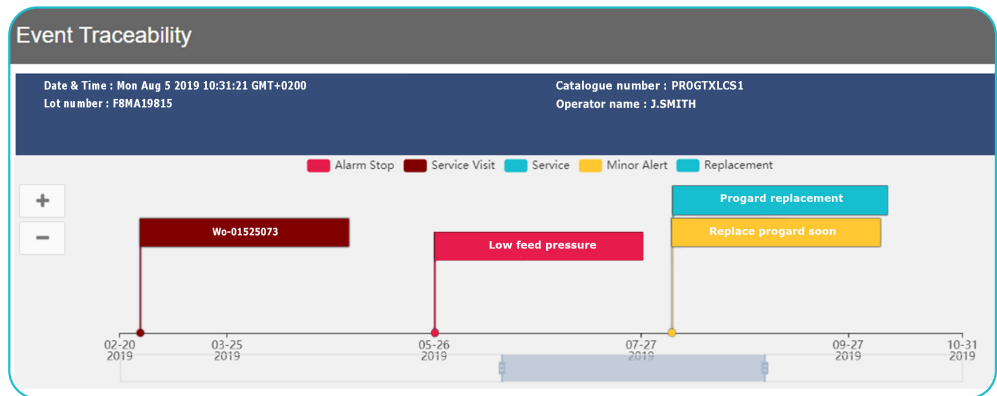 Event Traceability
Date & Time : Mon Aug 5 2019 10:31:21 GMT+0200
Catalogue number : PROGTXLCS1
Lot number : F8MA19815
Operator name : J.SMITH
Alarm Stop Service Visit Service Minor Alert Replacement
+
−
Progard replacement
Wo-01525073
Replace progard soon
Low feed pressure
02-20 03-25 05-26 07-27 09-27 10-31
2019 2019 2019 2019 2019 2019